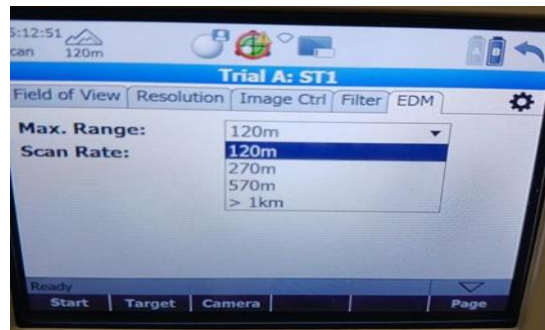 5:12:51
can 120m
Trial A: ST1
Field of View Resolution Image Ctrl Filter EDM
Max. Range: 120m
Scan Rate: 120m
270m
570m
> 1km
Ready
Start Target Camera Page